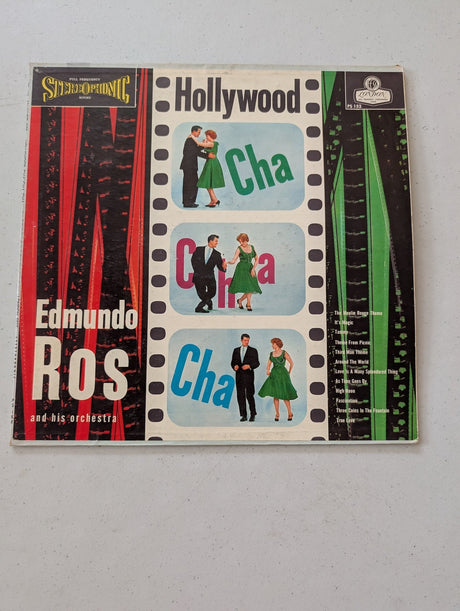 FULL FREQUENCY
STEREOPHONIC
SOUND
Hollywood
LONDON
PS 152
Cha
Cha
Cha
Edmundo
Ros
and his orchestra
The Moulin Rouge Theme
It's Magic
Tammy
Theme From Picnic
Third Man Theme
Around The World
Love Is A Many Splendored Thing
As Time Goes By
High Noon
Fascination
Three Coins In The Fountain
True Love